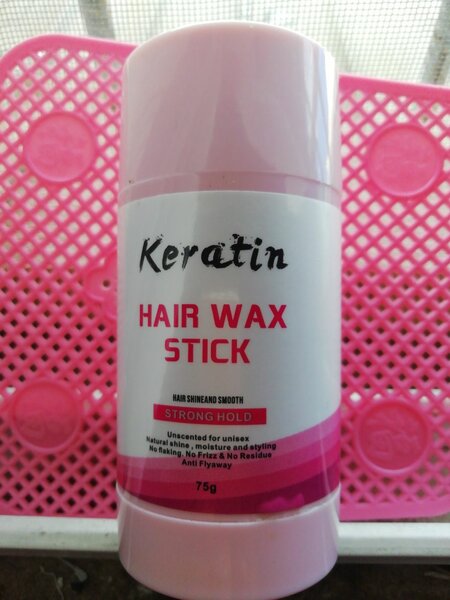 Keratin
HAIR WAX
STICK
HAIR SHINEAND SMOOTH
STRONG HOLD
Unscented for unisex
Natural shine , moisture and styling
No flaking, No Frizz & No Residue
Anti Flyaway
75g